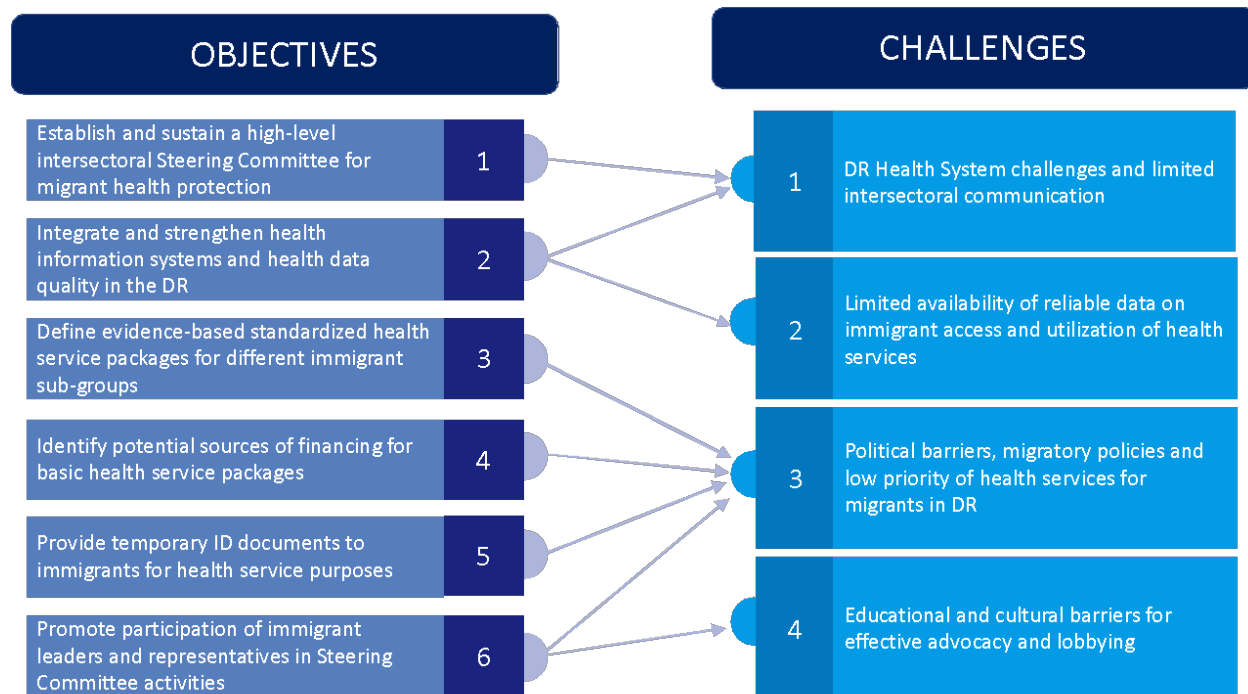 OBJECTIVES
Establish and sustain a high-level
intersectoral Steering Committee for
migrant health protection
1
Integrate and strengthen health
information systems and health data
quality in the DR
2
Define evidence-based standardized health
service packages for different immigrant
sub-groups
3
Identify potential sources of financing for
basic health service packages
4
Provide temporary ID documents to
immigrants for health service purposes
5
Promote participation of immigrant
leaders and representatives in Steering
Committee activities
6
CHALLENGES
1
DR Health System challenges and limited
intersectoral communication
2
Limited availability of reliable data on
immigrant access and utilization of health
services
3
Political barriers, migratory policies and
low priority of health services for
migrants in DR
4
Educational and cultural barriers for
effective advocacy and lobbying